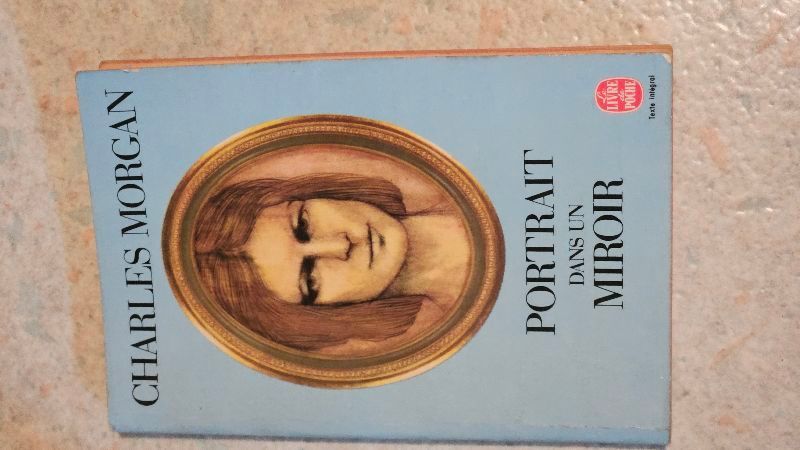 CHARLES MORGAN
Le
LIVRE
de
POCHE
Texte intégral
PORTRAIT
DANS UN
MIROIR